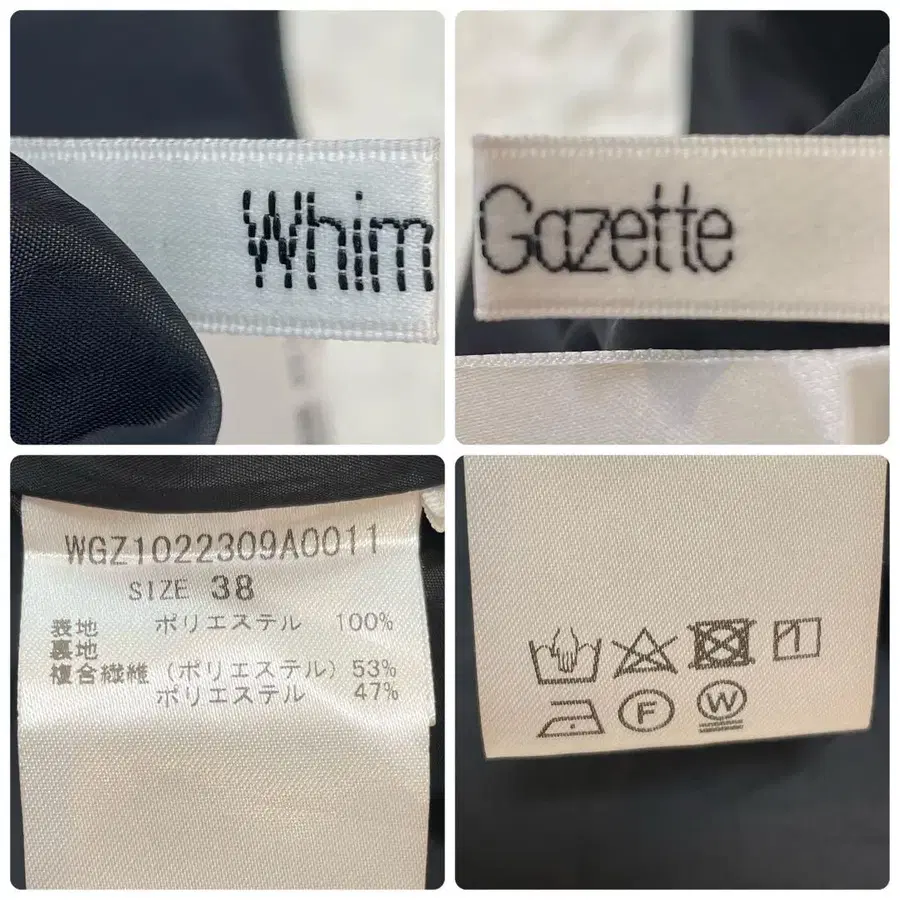 Whim
Gazette
WGZ1022309A0011
SIZE 38
表地 ポリエステル 100%
裏地
複合繊維 (ポリエステル) 53%
ポリエステル 47%
F W